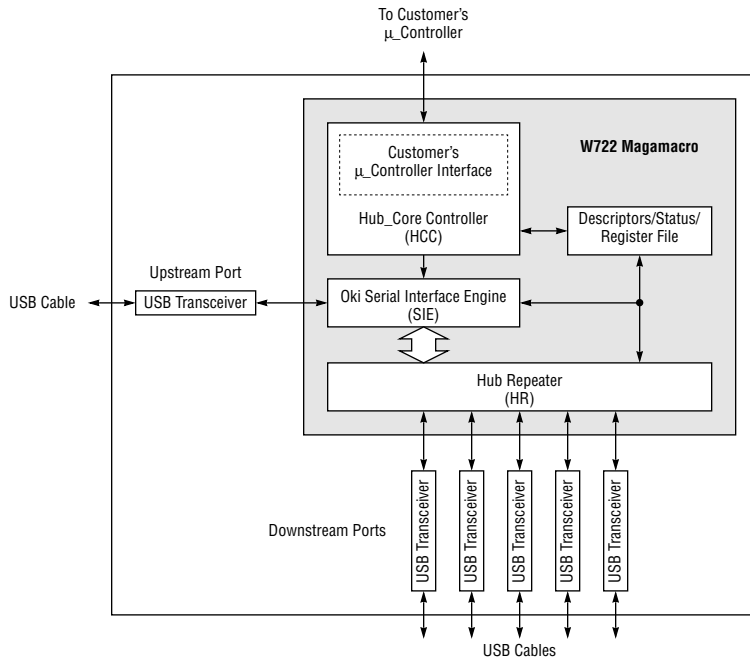 To Customer's
µ_Controller
W722 Magamacro
Customer's
µ_Controller Interface
Hub_Core Controller
(HCC)
Descriptors/Status/
Register File
Upstream Port
USB Cable
USB Transceiver
Oki Serial Interface Engine
(SIE)
Hub Repeater
(HR)
Downstream Ports
USB Transceiver
USB Transceiver
USB Transceiver
USB Transceiver
USB Transceiver
USB Cables